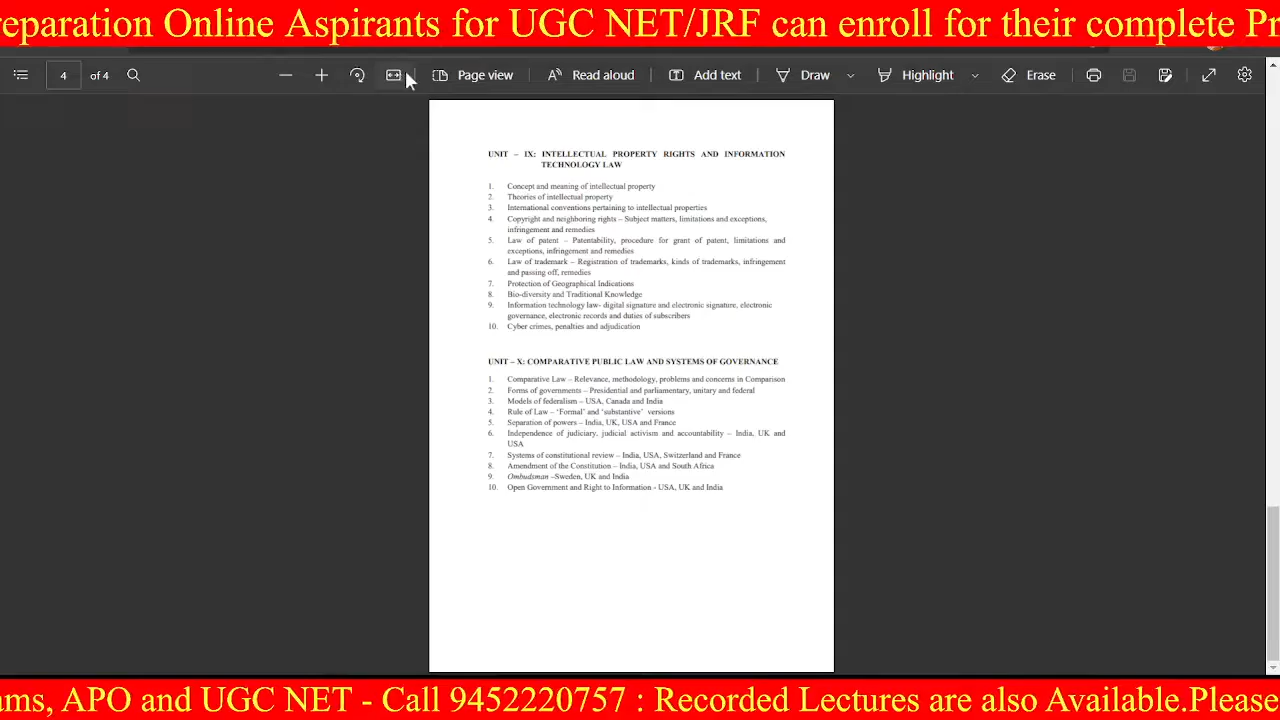 reparation Online Aspirants for UGC NET/JRF can enroll for their complete Pr
4 of 4 Page view Read aloud Add text Draw Highlight Erase
UNIT – IX: INTELLECTUAL PROPERTY RIGHTS AND INFORMATION
TECHNOLOGY LAW
1. Concept and meaning of intellectual property
2. Theories of intellectual property
3. International conventions pertaining to intellectual properties
4. Copyright and neighboring rights – Subject matters, limitations and exceptions,
infringement and remedies
5. Law of patent – Patentability, procedure for grant of patent, limitations and
exceptions, infringement and remedies
6. Law of trademark – Registration of trademarks, kinds of trademarks, infringement
and passing off, remedies
7. Protection of Geographical Indications
8. Bio-diversity and Traditional Knowledge
9. Information technology law- digital signature and electronic signature, electronic
governance, electronic records and duties of subscribers
10. Cyber crimes, penalties and adjudication
UNIT – X: COMPARATIVE PUBLIC LAW AND SYSTEMS OF GOVERNANCE
1. Comparative Law – Relevance, methodology, problems and concerns in Comparison
2. Forms of governments – Presidential and parliamentary, unitary and federal
3. Models of federalism – USA, Canada and India
4. Rule of Law – ‘Formal’ and ‘substantive’ versions
5. Separation of powers – India, UK, USA and France
6. Independence of judiciary, judicial activism and accountability – India, UK and
USA
7. Systems of constitutional review – India, USA, Switzerland and France
8. Amendment of the Constitution – India, USA and South Africa
9. Ombudsman –Sweden, UK and India
10. Open Government and Right to Information - USA, UK and India
ams, APO and UGC NET - Call 9452220757 : Recorded Lectures are also Available.Please